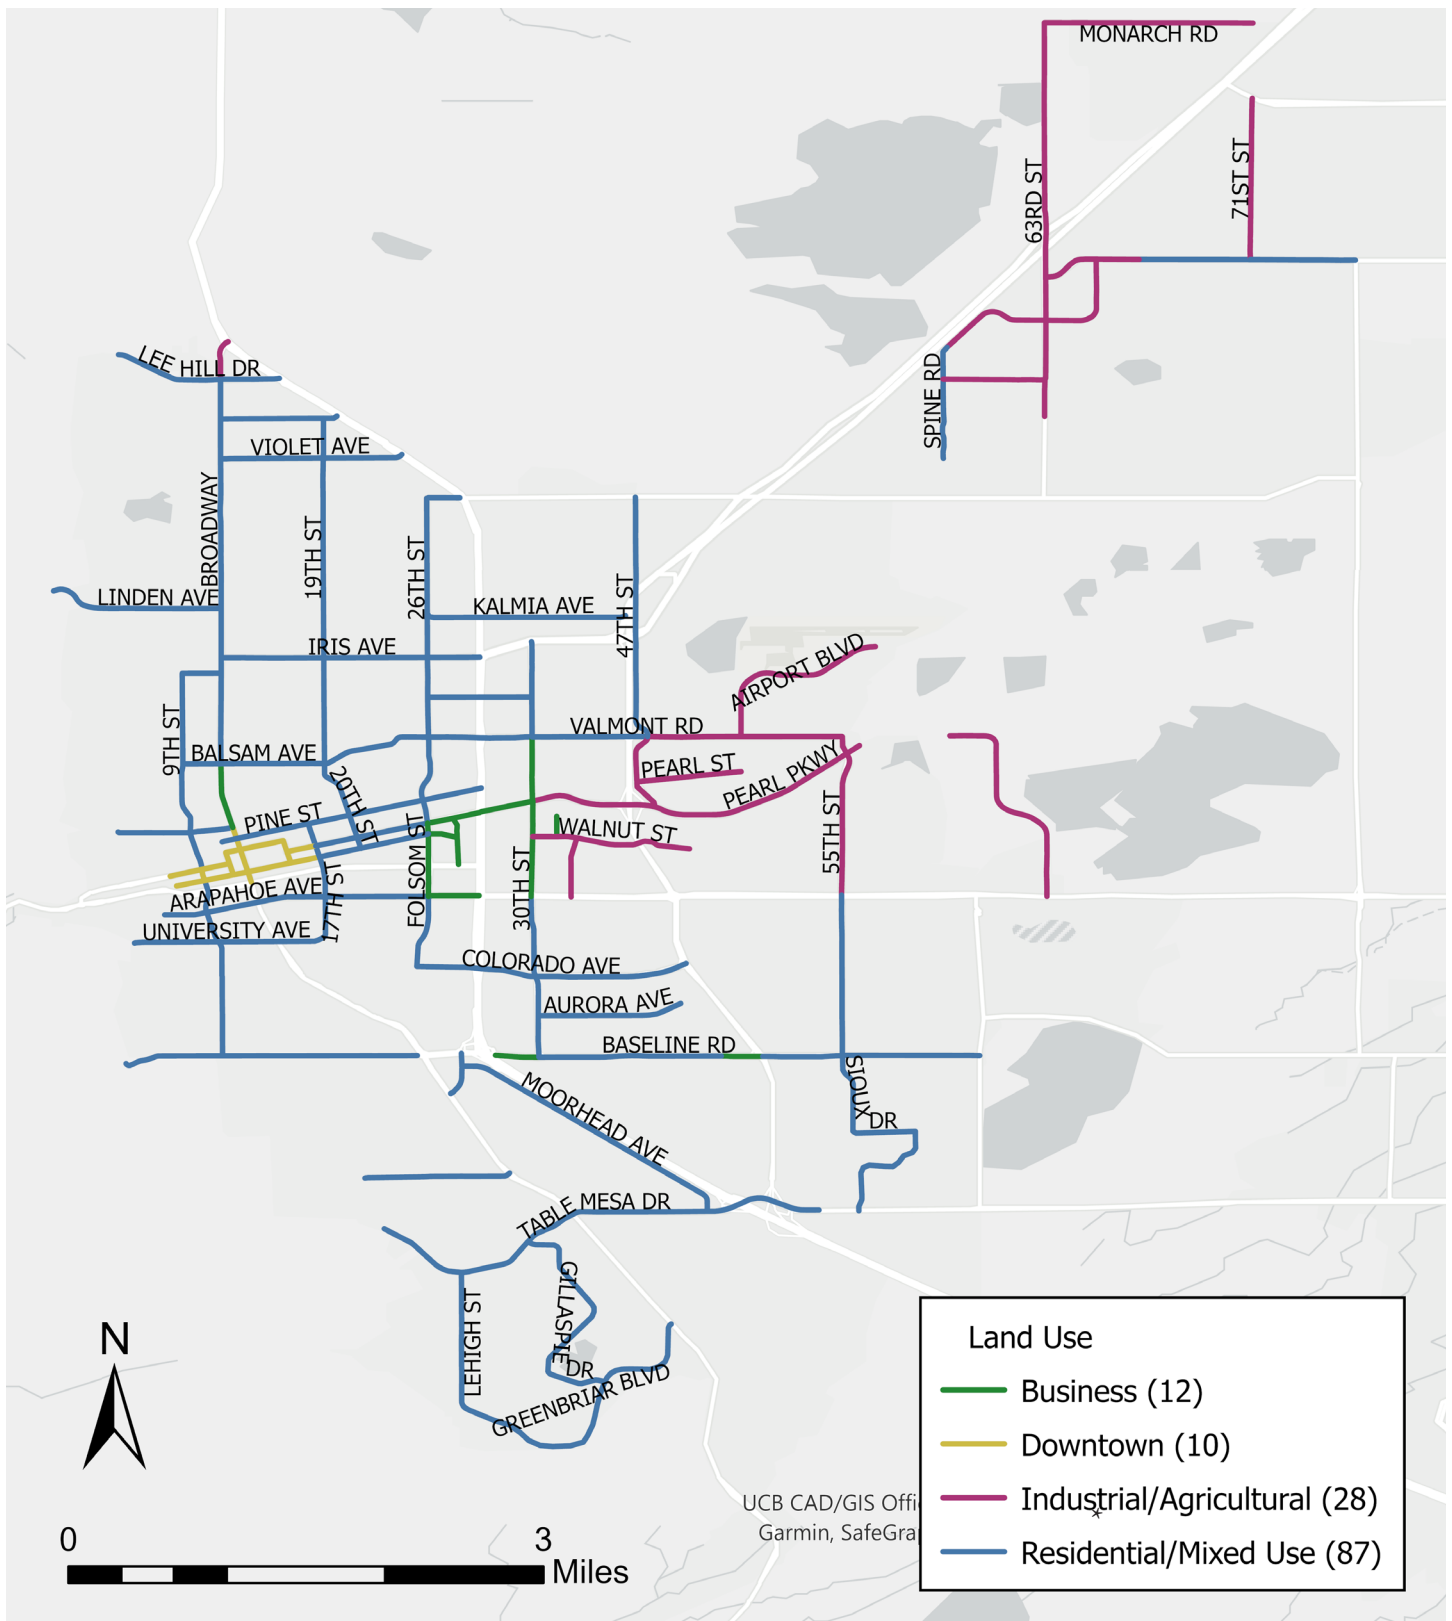 MONARCH RD
63RD ST
71ST ST
LEE HILL DR
SPINE RD
VIOLET AVE
BROADWAY
19TH ST
26TH ST
47TH ST
LINDEN AVE
KALMIA AVE
IRIS AVE
AIRPORT BLVD
9TH ST
VALMONT RD
BALSAM AVE
PEARL ST
PEARL PKWY
20TH ST
PINE ST
55TH ST
WALNUT ST
FOLSOM ST
30TH ST
ARAPAHOE AVE
17TH ST
UNIVERSITY AVE
COLORADO AVE
AURORA AVE
BASELINE RD
SIOUX DR
MOORHEAD AVE
TABLE MESA DR
GILLASPIE DR
LEHIGH ST
GREENBRIAR BLVD
N
0 3
Miles
UCB CAD/GIS Offi
Garmin, SafeGra
Land Use
Business (12)
Downtown (10)
Industrial/Agricultural (28)
Residential/Mixed Use (87)